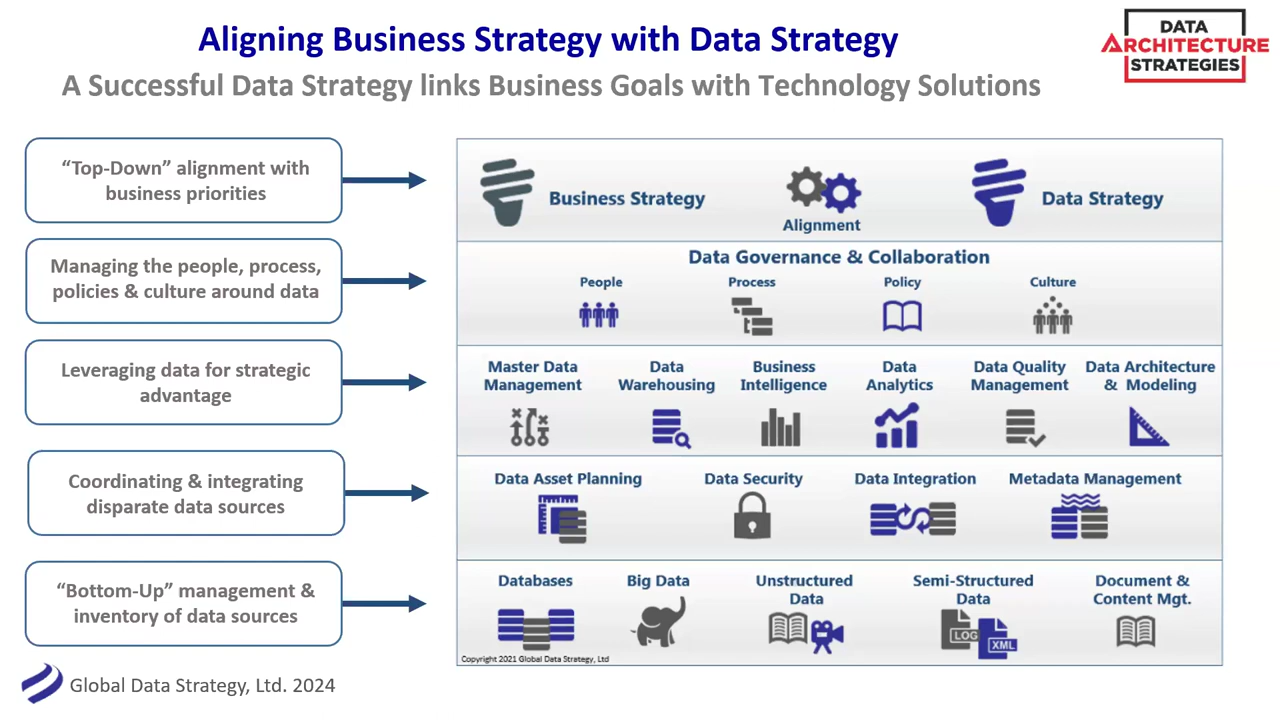 Aligning Business Strategy with Data Strategy
A Successful Data Strategy links Business Goals with Technology Solutions
DATA
ARCHITECTURE
STRATEGIES
“Top-Down” alignment with
business priorities
Business Strategy
Alignment
Data Strategy
Managing the people, process,
policies & culture around data
Data Governance & Collaboration
People
Process
Policy
Culture
Leveraging data for strategic
advantage
Master Data
Management
Data
Warehousing
Business
Intelligence
Data
Analytics
Data Quality
Management
Data Architecture
& Modeling
Coordinating & integrating
disparate data sources
Data Asset Planning
Data Security
Data Integration
Metadata Management
“Bottom-Up” management &
inventory of data sources
Databases
Big Data
Unstructured
Data
Semi-Structured
Data
LOG
XML
Document &
Content Mgt.
Copyright 2021 Global Data Strategy, Ltd
Global Data Strategy, Ltd. 2024